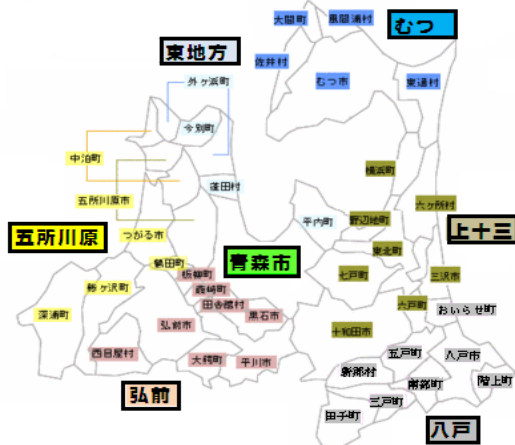 大間町
風間浦村
むつ
東地方
佐井村
むつ市
東通村
外ヶ浜町
今別町
中泊町
横浜町
蓬田村
五所川原市
六ヶ所村
平内町
野辺地町
つがる市
五所川原
上十三
東北町
青森市
鶴田町
板柳町
七戸町
三沢市
藤崎町
鯵ヶ沢町
田舎館村
六戸町
おいらせ町
深浦町
黒石市
弘前市
十和田市
西目屋村
大鰐町
平川市
五戸町
八戸市
新郷村
南部町
階上町
弘前
三戸町
田子町
八戸